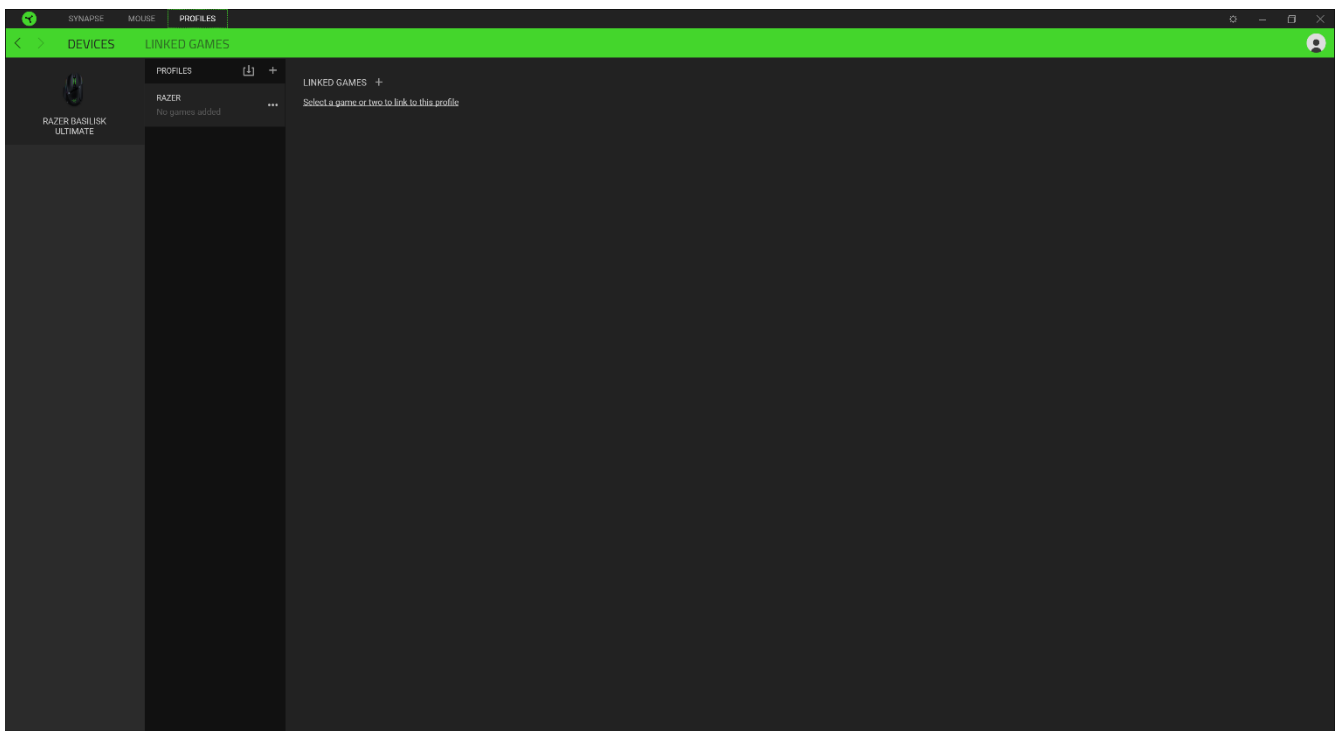 SYNAPSE MOUSE PROFILES
DEVICES LINKED GAMES
RAZER BASILISK
ULTIMATE
PROFILES
RAZER
No games added
LINKED GAMES
Select a game or two to link to this profile